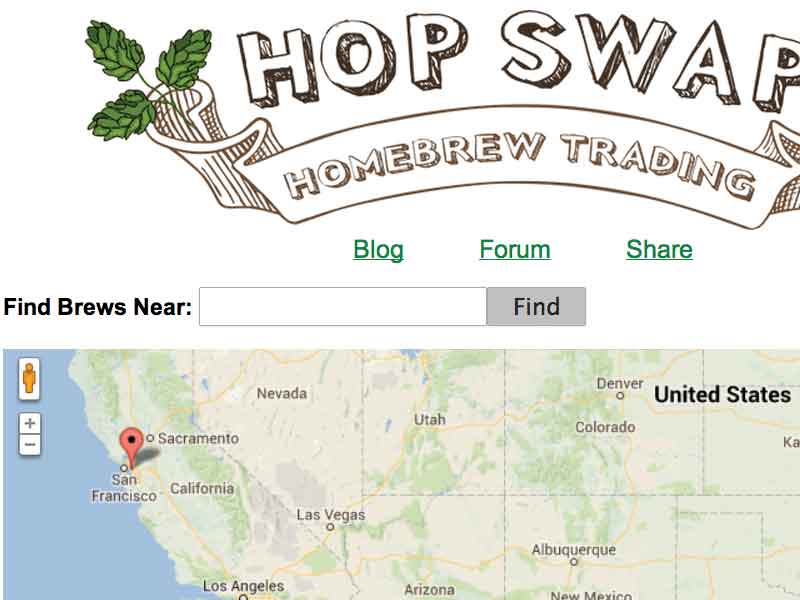 HOP SWAP
HOMEBREW TRADING
Blog Forum Share
Find Brews Near: Find
Denver
Nevada
United States
Utah
Colorado
Sacramento
Ka
San
Francisco
California
Las Vegas
Albuquerque
Los Angeles
Arizona
New Mexico